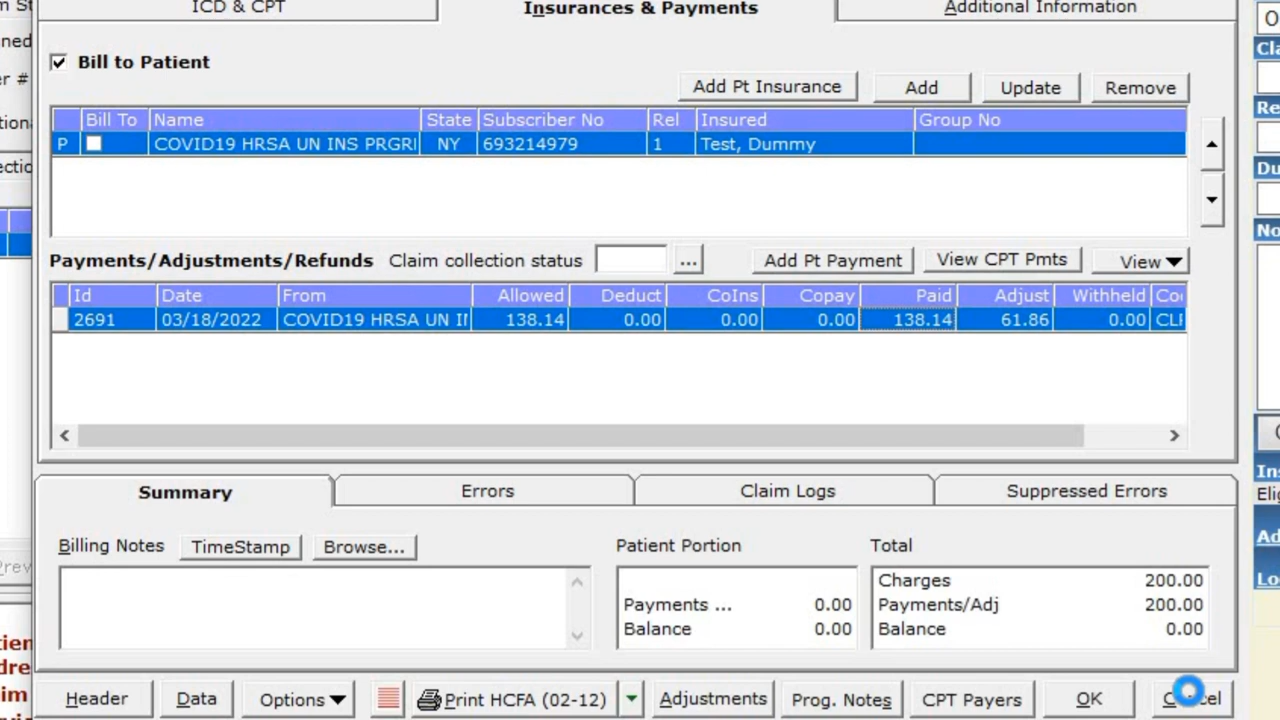 ICD & CPT Insurances & Payments Additional Information
Bill to Patient
Add Pt Insurance Add Update Remove
Bill To Name State Subscriber No Rel Insured Group No
P COVID19 HRSA UN INS PRGR NY 693214979 1 Test, Dummy
Payments/Adjustments/Refunds Claim collection status ... Add Pt Payment View CPT Pmts View
Id Date From Allowed Deduct CoIns Copay Paid Adjust Withheld
2691 03/18/2022 COVID19 HRSA UN 138.14 0.00 0.00 0.00 138.14 61.86 0.00
Summary Errors Claim Logs Suppressed Errors
Billing Notes TimeStamp Browse... Patient Portion Total
Charges 200.00
Payments ... 0.00 Payments/Adj 200.00
Balance 0.00 Balance 0.00
Header Data Options Print HCFA (02-12) Adjustments Prog. Notes CPT Payers OK